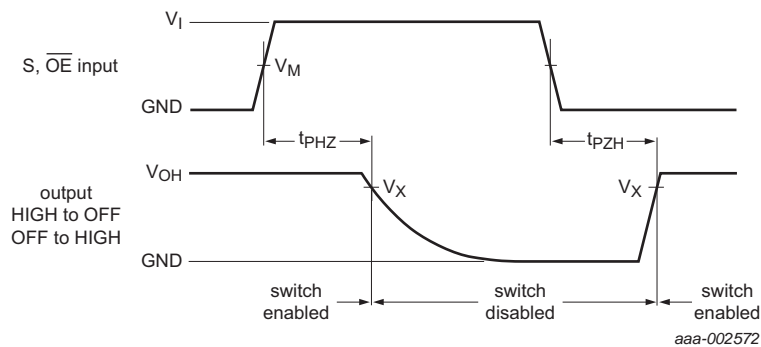 V_I
S, O̅E̅ input
V_M
GND
t_PHZ
t_PZH
V_OH
V_X
V_X
output
HIGH to OFF
OFF to HIGH
GND
switch enabled
switch disabled
switch enabled
aaa-002572